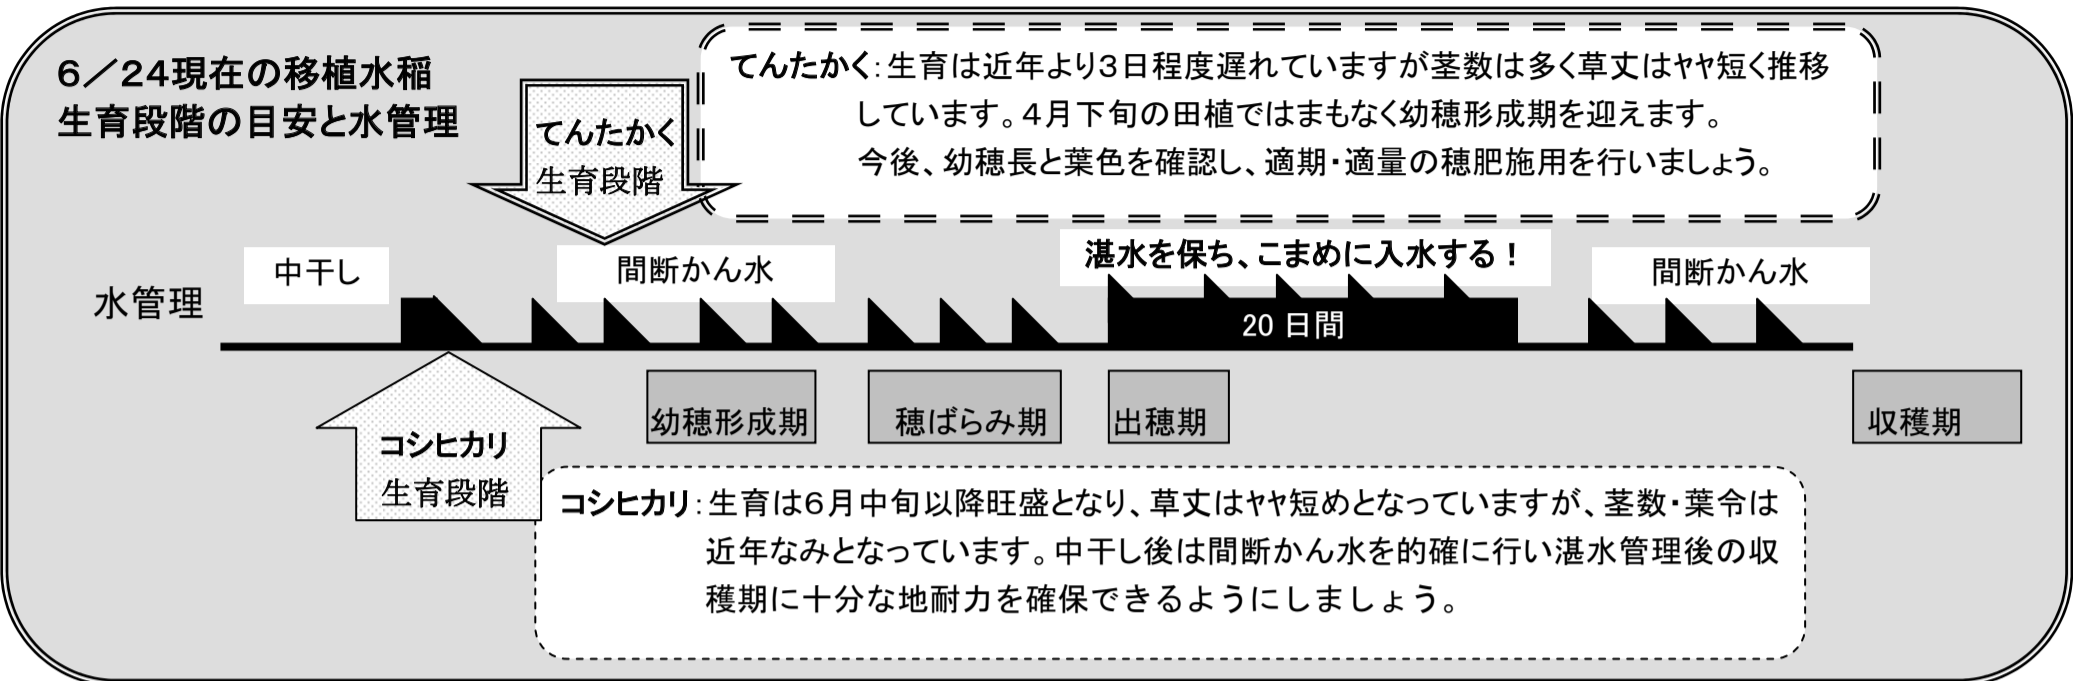 6/24現在の移植水稲
生育段階の目安と水管理
てんたかく
生育段階
てんたかく:生育は近年より3日程度遅れていますが茎数は多く草丈はヤヤ短く推移
しています。4月下旬の田植ではまもなく幼穂形成期を迎えます。
今後、幼穂長と葉色を確認し、適期・適量の穂肥施用を行いましょう。
水管理
中干し
間断かん水
湛水を保ち、こまめに入水する!
間断かん水
20日間
幼穂形成期
穂ばらみ期
出穂期
収穫期
コシヒカリ
生育段階
コシヒカリ:生育は6月中旬以降旺盛となり、草丈はヤヤ短めとなっていますが、茎数・葉令は
近年なみとなっています。中干し後は間断かん水を的確に行い湛水管理後の収
穫期に十分な地耐力を確保できるようにしましょう。